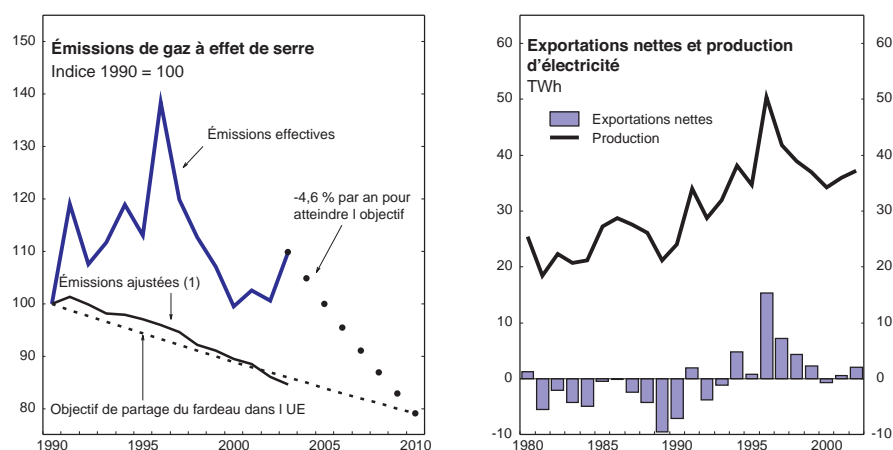 Émissions de gaz à effet de serre
Indice 1990 = 100
150
140
130
120
110
100
90
80
Émissions effectives
-4,6 % par an pour
atteindre l objectif
Émissions ajustées (1)
Objectif de partage du fardeau dans l UE
1990
1995
2000
2005
2010
Exportations nettes et production
d'électricité
TWh
Exportations nettes
Production
60
50
40
30
20
10
0
-10
60
50
40
30
20
10
0
-10
1980
1985
1990
1995
2000